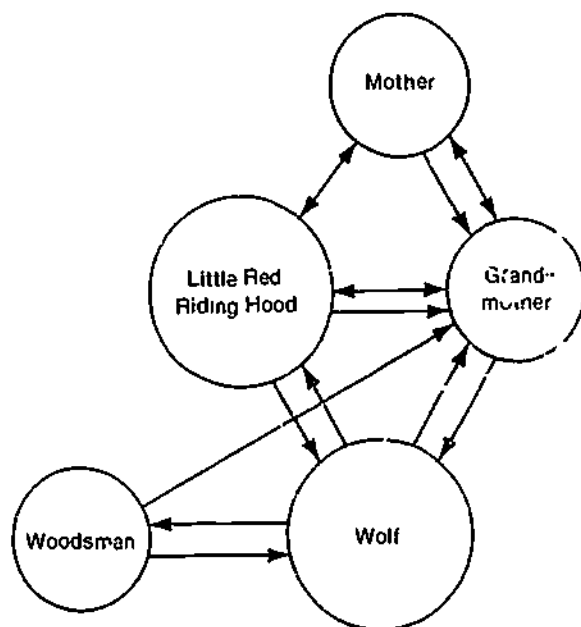 Mother
Little Red
Riding Hood
Grand-
mother
Woodsman
Wolf